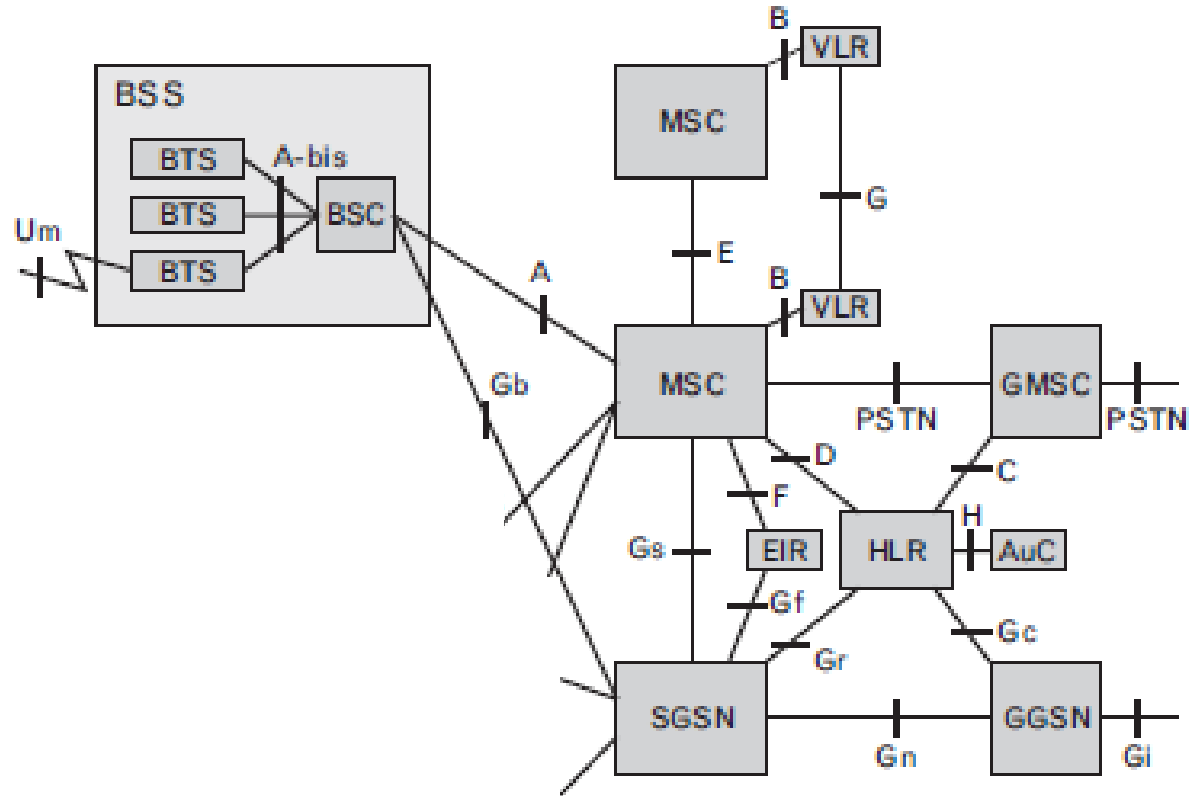 B
VLR
BSS
MSC
BTS
A-bis
BTS
BSC
G
Um
BTS
E
A
B
VLR
Gb
MSC
GMSC
PSTN
PSTN
D
C
F
H
Gs
EIR
HLR
AuC
Gf
Gc
Gr
SGSN
GGSN
Gn
Gi